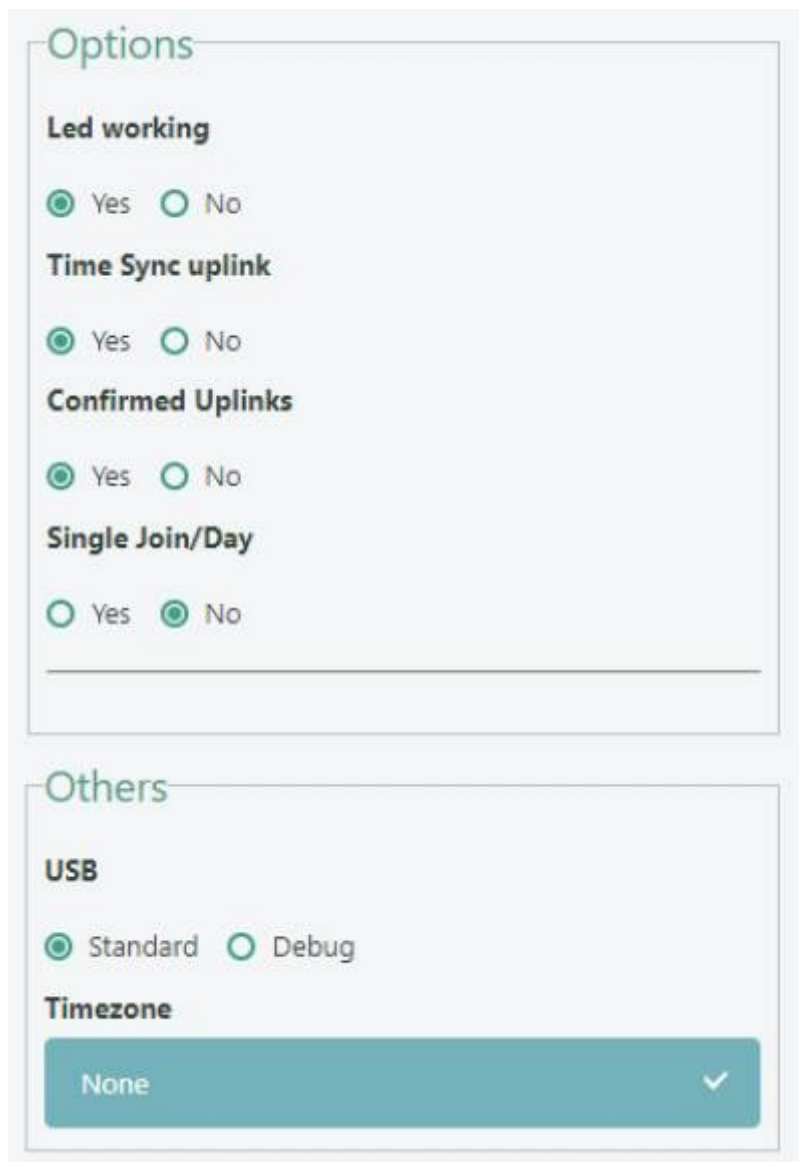 Options
Led working
Yes No
Time Sync uplink
Yes No
Confirmed Uplinks
Yes No
Single Join/Day
Yes No
Others
USB
Standard Debug
Timezone
None